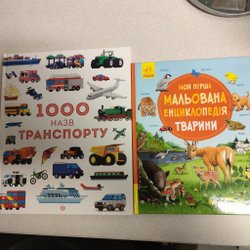 1000
НАЗВ
ТРАНСПОРТУ
МОЯ ПЕРША
МАЛЬОВАНА
ЕНЦИКЛОПЕДІЯ
ТВАРИНИ